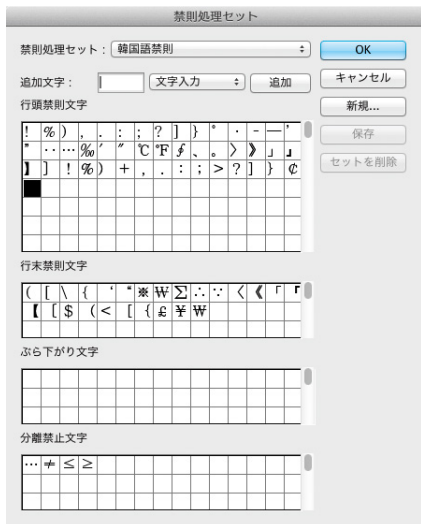 禁則処理セット
禁則処理セット： 韓国語禁則
OK
追加文字： 文字入力 追加
キャンセル
行頭禁則文字
新規...
! % ) , . : ; ? ] } ° · - — ’
保存
” ‥ … ‰ ′ ″ ℃ ℉ ∮ 、 。 〉 》 」 』
セットを削除
】 ］ ！ ％ ） ＋ ， ． ： ； ＞ ？ ］ ｝ ￠
行末禁則文字
( [ \ { ‘ “ ※ ₩ ∑ ∴ ∵ 〈 《 「 『
【 〔 ＄ （ ＜ ［ ｛ ￡ ￥ ￦
ぶら下がり文字
分離禁止文字
… ≠ ≤ ≥